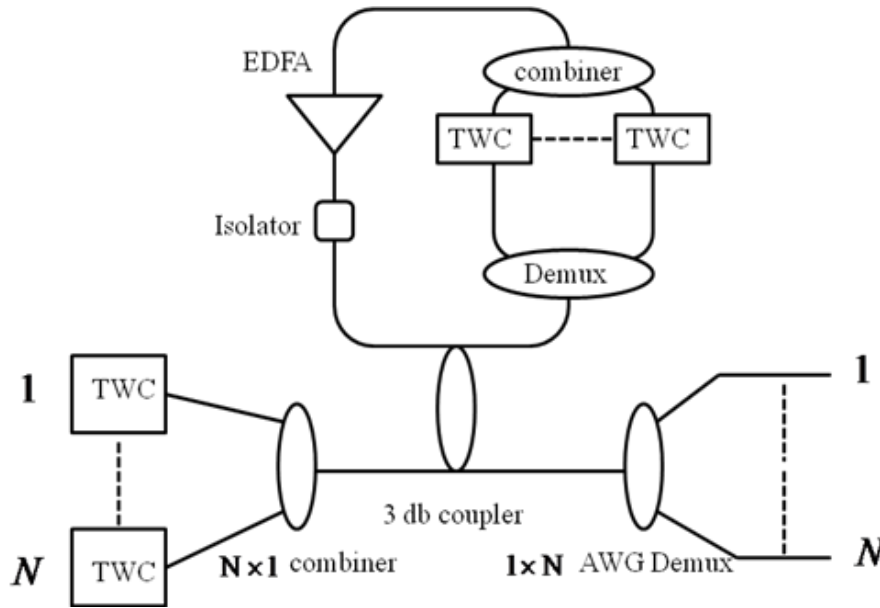 EDFA
combiner
TWC TWC
Isolator
Demux
1 TWC 1
3 db coupler
N TWC N×1 combiner 1×N AWG Demux N